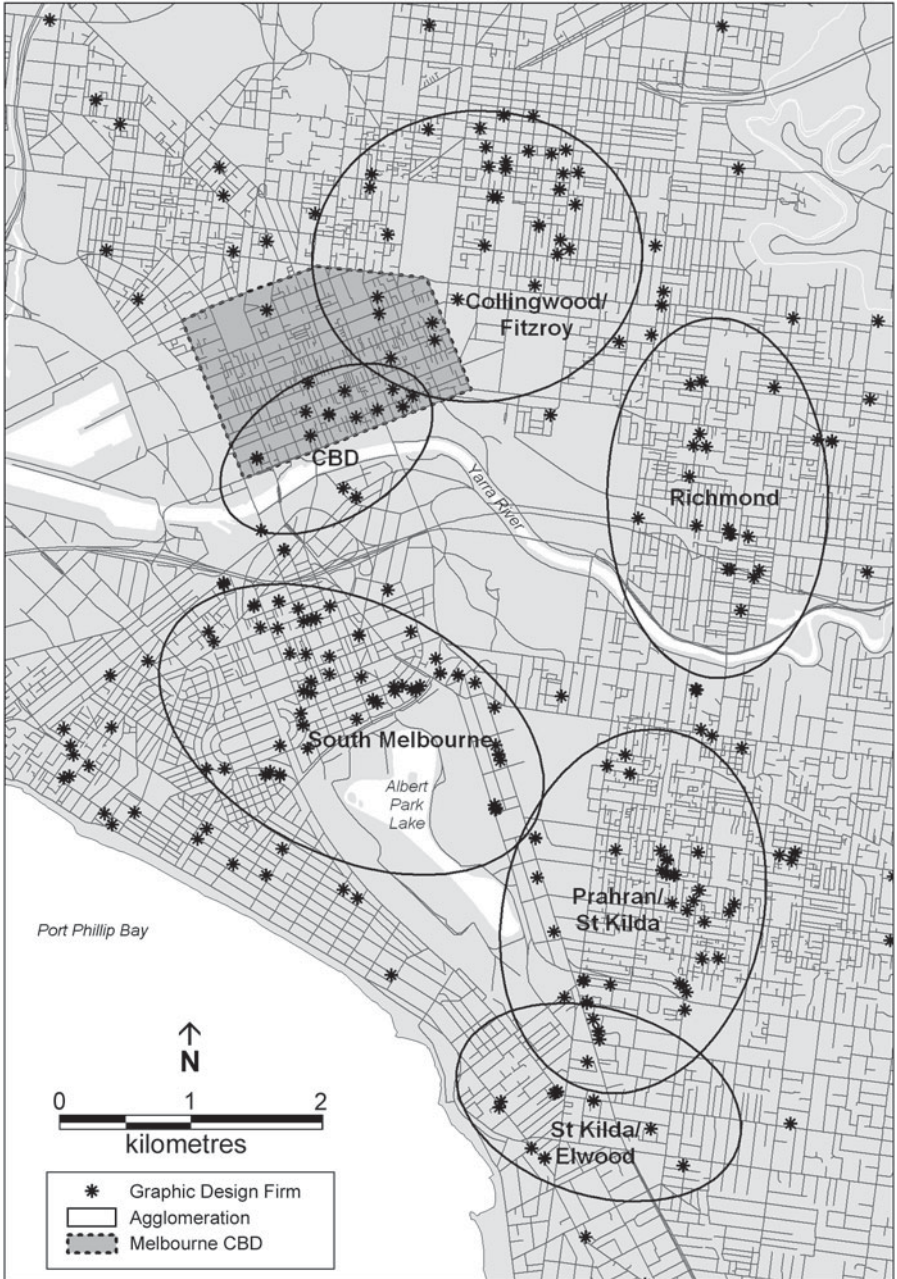 Collingwood/
Fitzroy
CBD
Yarra River
Richmond
South Melbourne
Albert
Park
Lake
Prahran/
St Kilda
Port Phillip Bay
N
0 1 2
kilometres
St Kilda/
Elwood
Graphic Design Firm
Agglomeration
Melbourne CBD